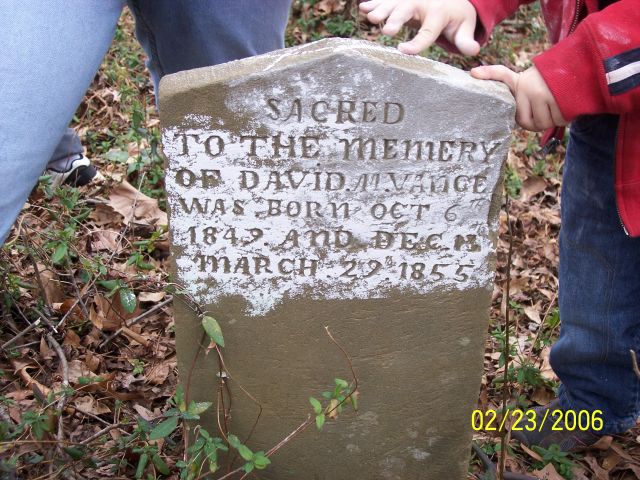 SACRED
TO THE MEMERY
OF DAVID.M.VANCE
WAS BORN OCT 6TH
1849 AND DEC.
MARCH 29TH 1855
02/23/2006